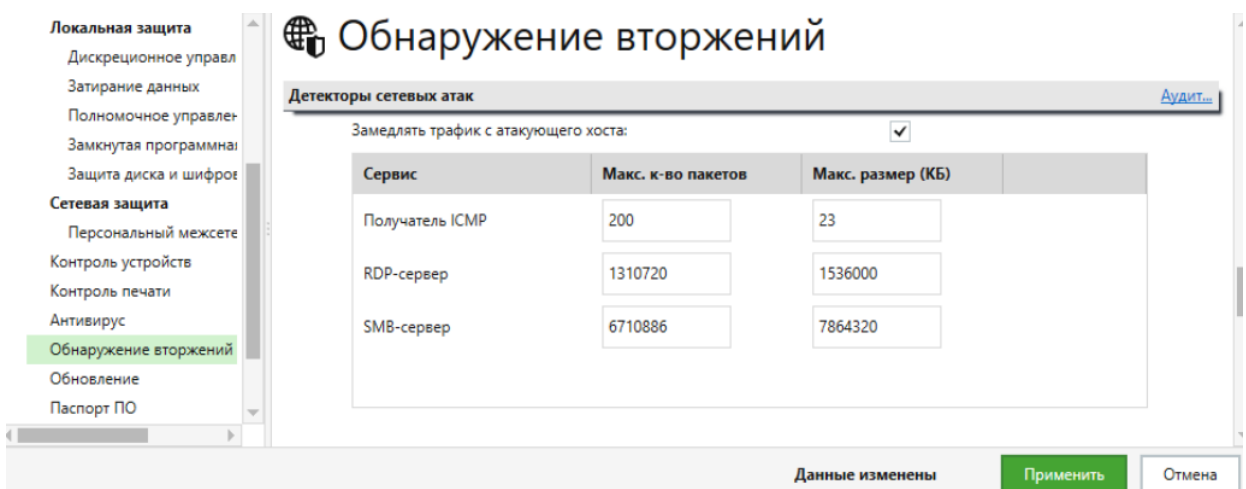 Локальная защита
Дискреционное управл
Затирание данных
Полномочное управлен
Замкнутая программная
Защита диска и шифров
Сетевая защита
Персональный межсете
Контроль устройств
Контроль печати
Антивирус
Обнаружение вторжений
Обновление
Паспорт ПО
Обнаружение вторжений
Детекторы сетевых атак Аудит...
Замедлять трафик с атакующего хоста:
Сервис Макс. к-во пакетов Макс. размер (КБ)
Получатель ICMP 200 23
RDP-сервер 1310720 1536000
SMB-сервер 6710886 7864320
Данные изменены Применить Отмена